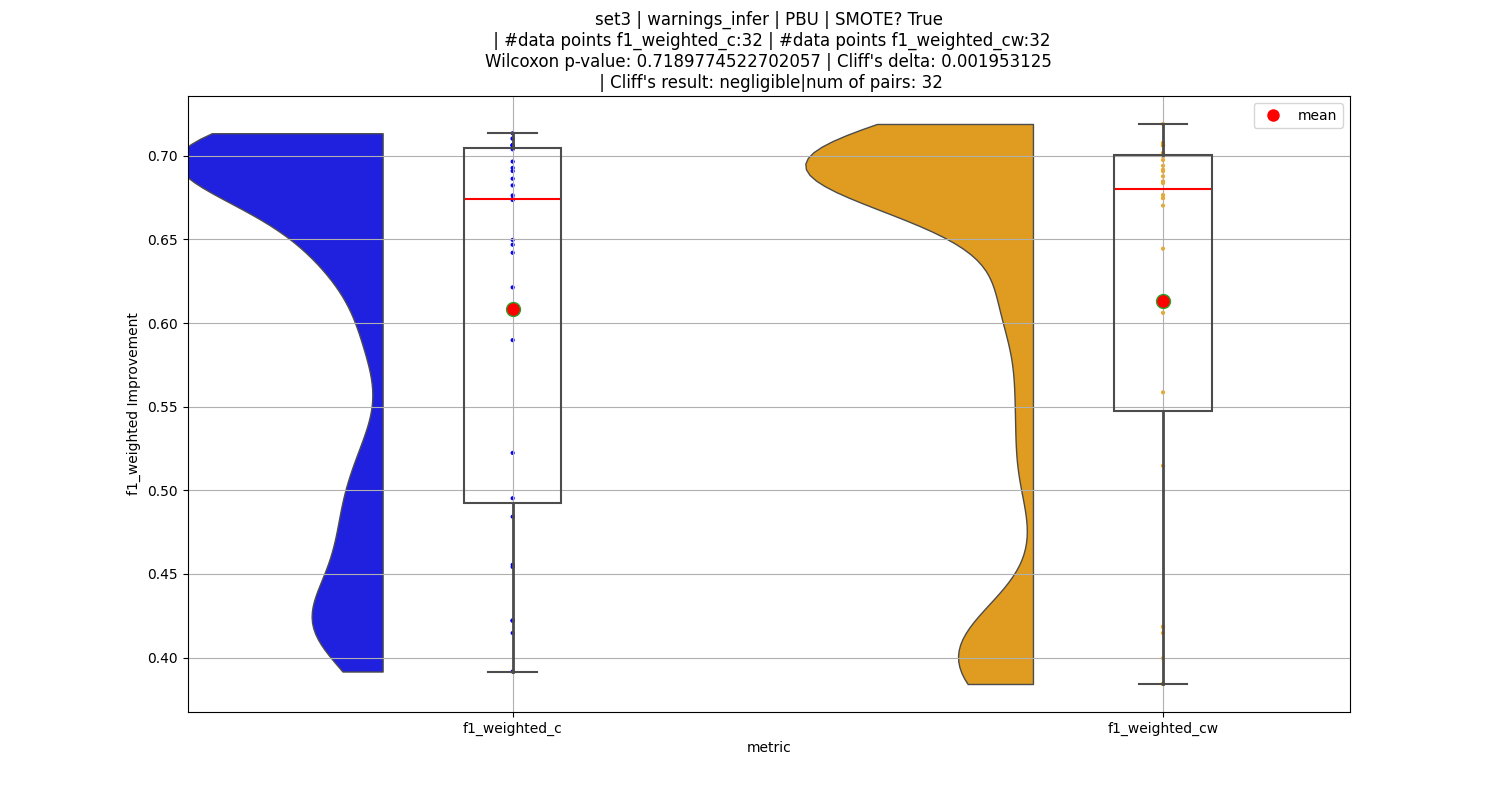 set3 | warnings_infer | PBU | SMOTE? True
| #data points f1_weighted_c:32 | #data points f1_weighted_cw:32
Wilcoxon p-value: 0.7189774522702057 | Cliff's delta: 0.001953125
| Cliff's result: negligible|num of pairs: 32
mean
0.70
0.65
0.60
0.55
0.50
0.45
0.40
f1_weighted Improvement
f1_weighted_c
f1_weighted_cw
metric